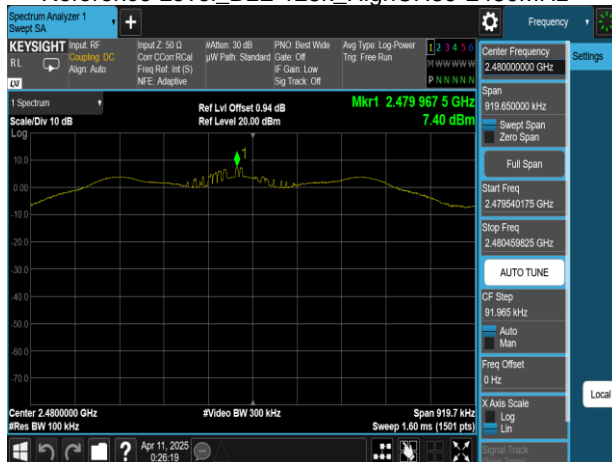 Spectrum Analyzer 1
Swept SA
Frequency
KEYSIGHT
RL
LXI
Input: RF
Coupling: DC
Align: Auto
Input Z: 50 Ω
Corr CCorr RCal
Freq Ref: Int (S)
NFE: Adaptive
#Atten: 30 dB
µW Path: Standard
PNO: Best Wide
Gate: Off
IF Gain: Low
Sig Track: Off
Avg Type: Log-Power
Trig: Free Run
1 2 3 4 5 6
M W W W W W
P N N N N N
1 Spectrum
Scale/Div 10 dB
Log
Ref Lvl Offset 0.94 dB
Ref Level 20.00 dBm
Mkr1 2.479 967 5 GHz
7.40 dBm
1
10.0
0.00
-10.0
-20.0
-30.0
-40.0
-50.0
-60.0
-70.0
Center 2.4800000 GHz
#Res BW 100 kHz
#Video BW 300 kHz
Span 919.7 kHz
Sweep 1.60 ms (1501 pts)
Apr 11, 2025
0:26:19
Center Frequency
2.480000000 GHz
Settings
Span
919.650000 kHz
Swept Span
Zero Span
Full Span
Start Freq
2.479540175 GHz
Stop Freq
2.480459825 GHz
AUTO TUNE
CF Step
91.965 kHz
Auto
Man
Freq Offset
0 Hz
X Axis Scale
Log
Lin
Local
Signal Track